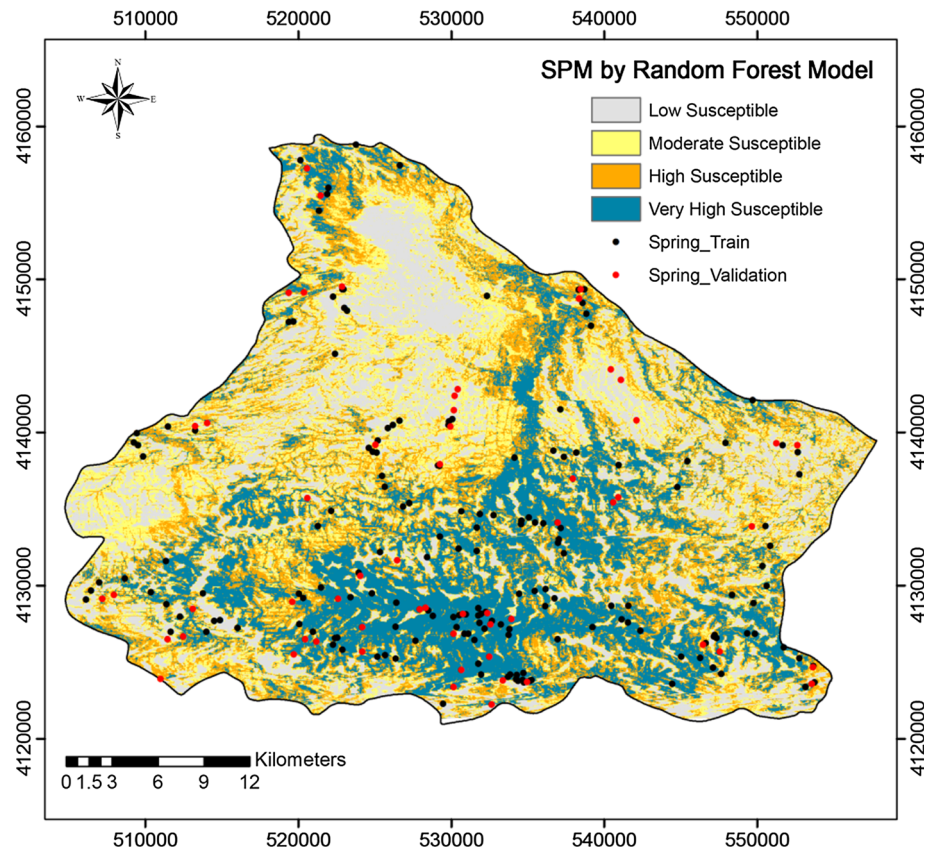 510000 520000 530000 540000 550000
SPM by Random Forest Model
N
W E
S
Low Susceptible
Moderate Susceptible
High Susceptible
Very High Susceptible
Spring_Train
Spring_Validation
4160000 4160000
4150000 4150000
4140000 4140000
4130000 4130000
4120000 4120000
Kilometers
0 1.5 3 6 9 12
510000 520000 530000 540000 550000